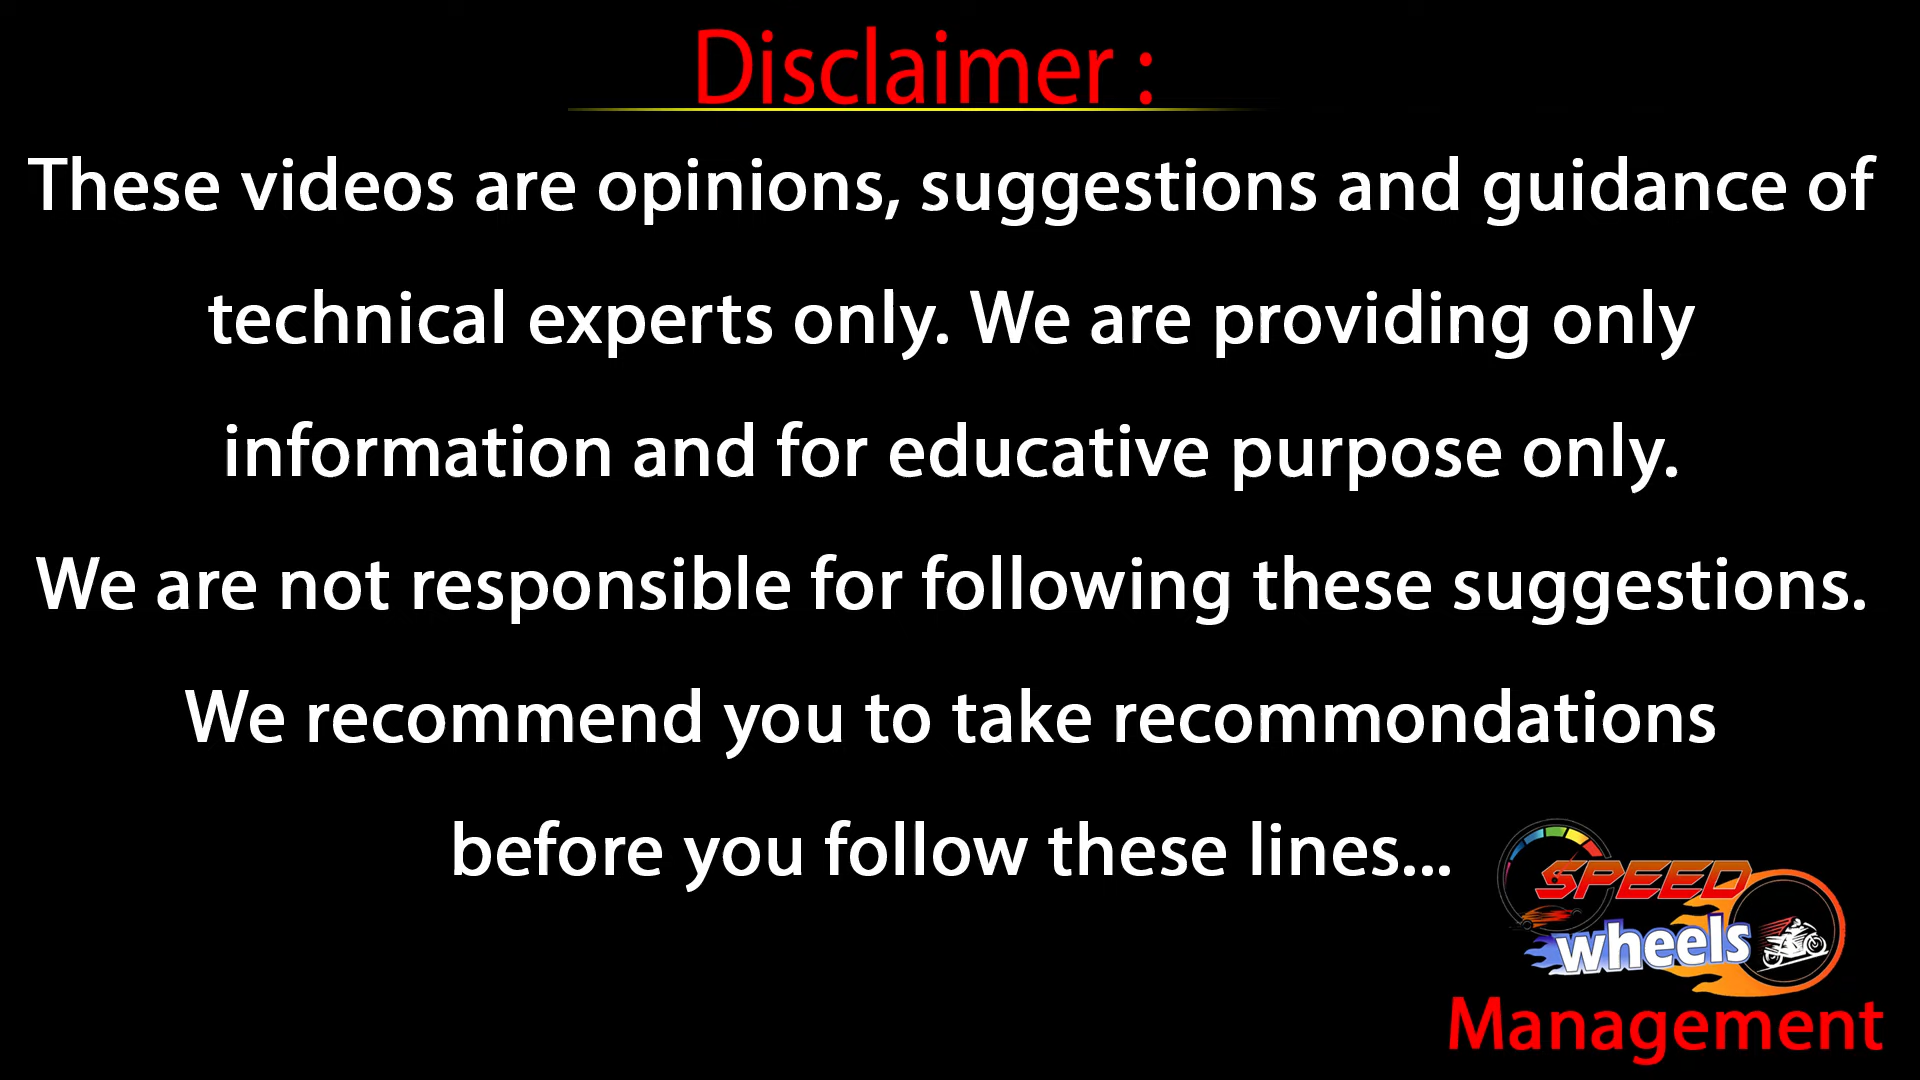 Disclaimer :
These videos are opinions, suggestions and guidance of
technical experts only. We are providing only
information and for educative purpose only.
We are not responsible for following these suggestions.
We recommend you to take recommondations
before you follow these lines...
SPEED
wheels
Management